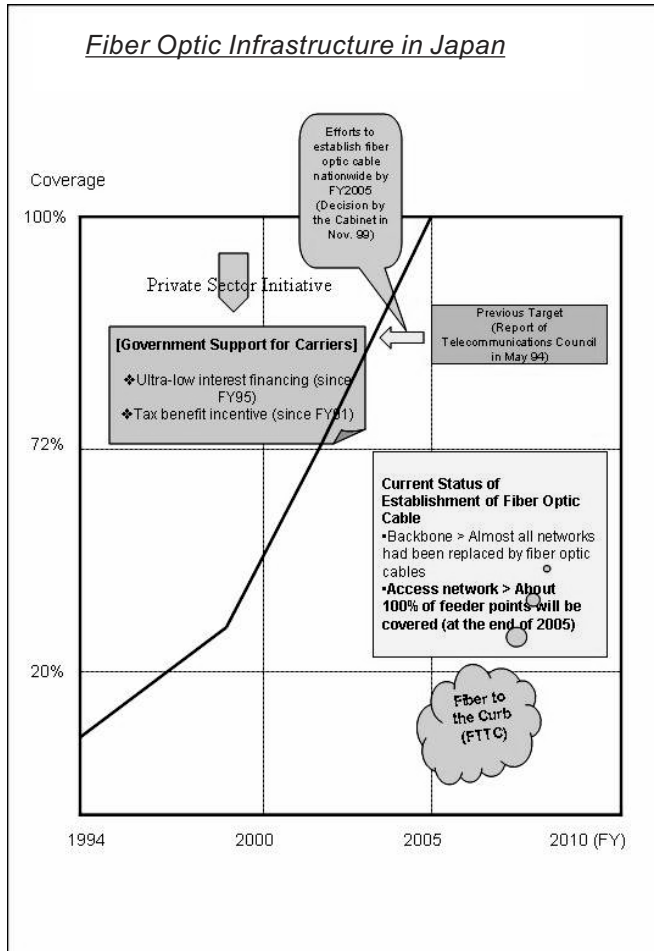 Fiber Optic Infrastructure in Japan
Efforts to
establish fiber
optic cable
nationwide by
FY2005
(Decision by
the Cabinet in
Nov. 99)
Coverage
100%
Private Sector Initiative
Previous Target
(Report of
Telecommunications Council
in May 94)
[Government Support for Carriers]
❖Ultra-low interest financing (since
FY95)
❖Tax benefit incentive (since FY91)
72%
Current Status of
Establishment of Fiber Optic
Cable
•Backbone > Almost all networks
had been replaced by fiber optic
cables
•Access network > About
100% of feeder points will be
covered (at the end of 2005)
20%
Fiber to
the Curb
(FTTC)
1994
2000
2005
2010 (FY)